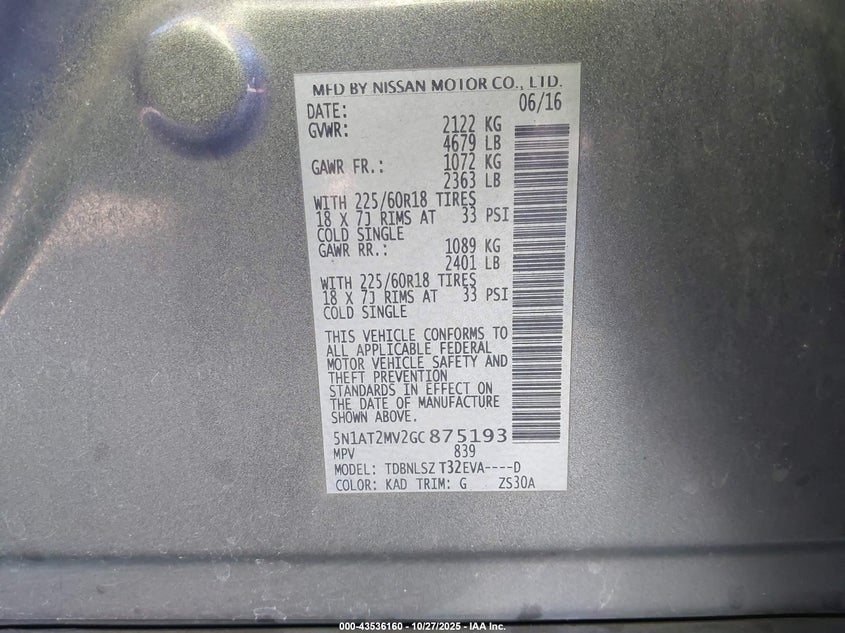 MFD BY NISSAN MOTOR CO., LTD.
DATE: 06/16
GVWR: 2122 KG
4679 LB
GAWR FR.: 1072 KG
2363 LB
WITH 225/60R18 TIRES
18 X 7J RIMS AT 33 PSI
COLD SINGLE
GAWR RR.: 1089 KG
2401 LB
WITH 225/60R18 TIRES
18 X 7J RIMS AT 33 PSI
COLD SINGLE
THIS VEHICLE CONFORMS TO
ALL APPLICABLE FEDERAL
MOTOR VEHICLE SAFETY AND
THEFT PREVENTION
STANDARDS IN EFFECT ON
THE DATE OF MANUFACTURE
SHOWN ABOVE.
5N1AT2MV2GC875193
MPV 839
MODEL: TDBNLSZ T32EVA----D
COLOR: KAD TRIM: G ZS30A
000-43536160 - 10/27/2025 - IAA Inc.